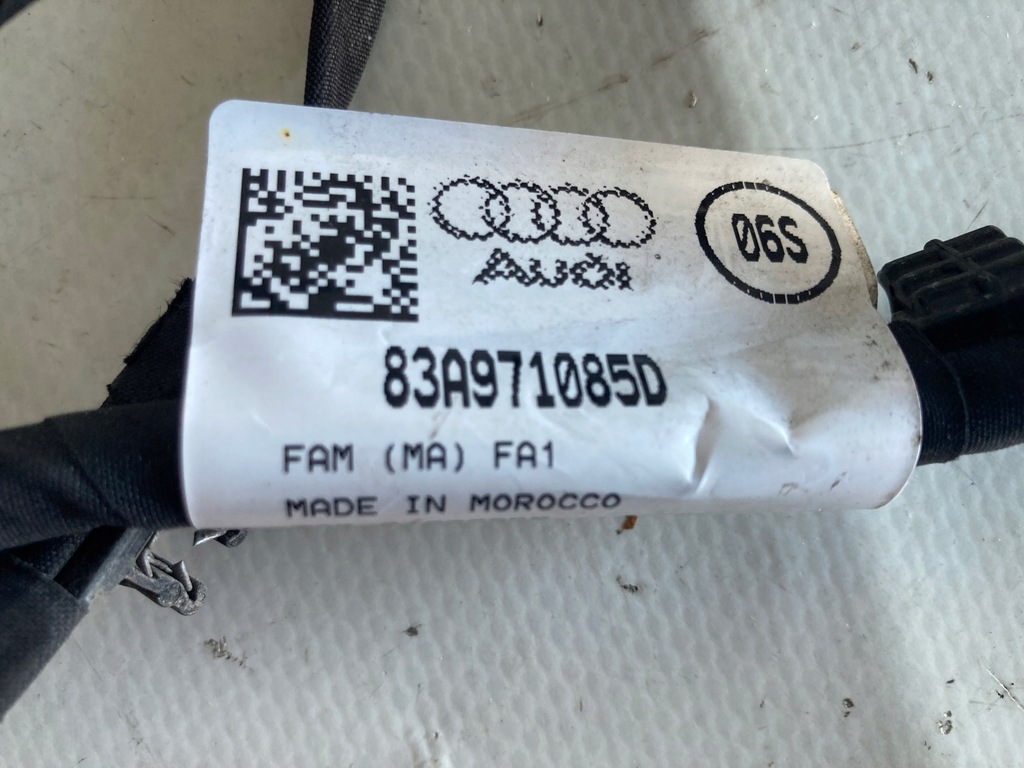 AUDI
06S
83A971085D
FAM (MA) FA1
MADE IN MOROCCO